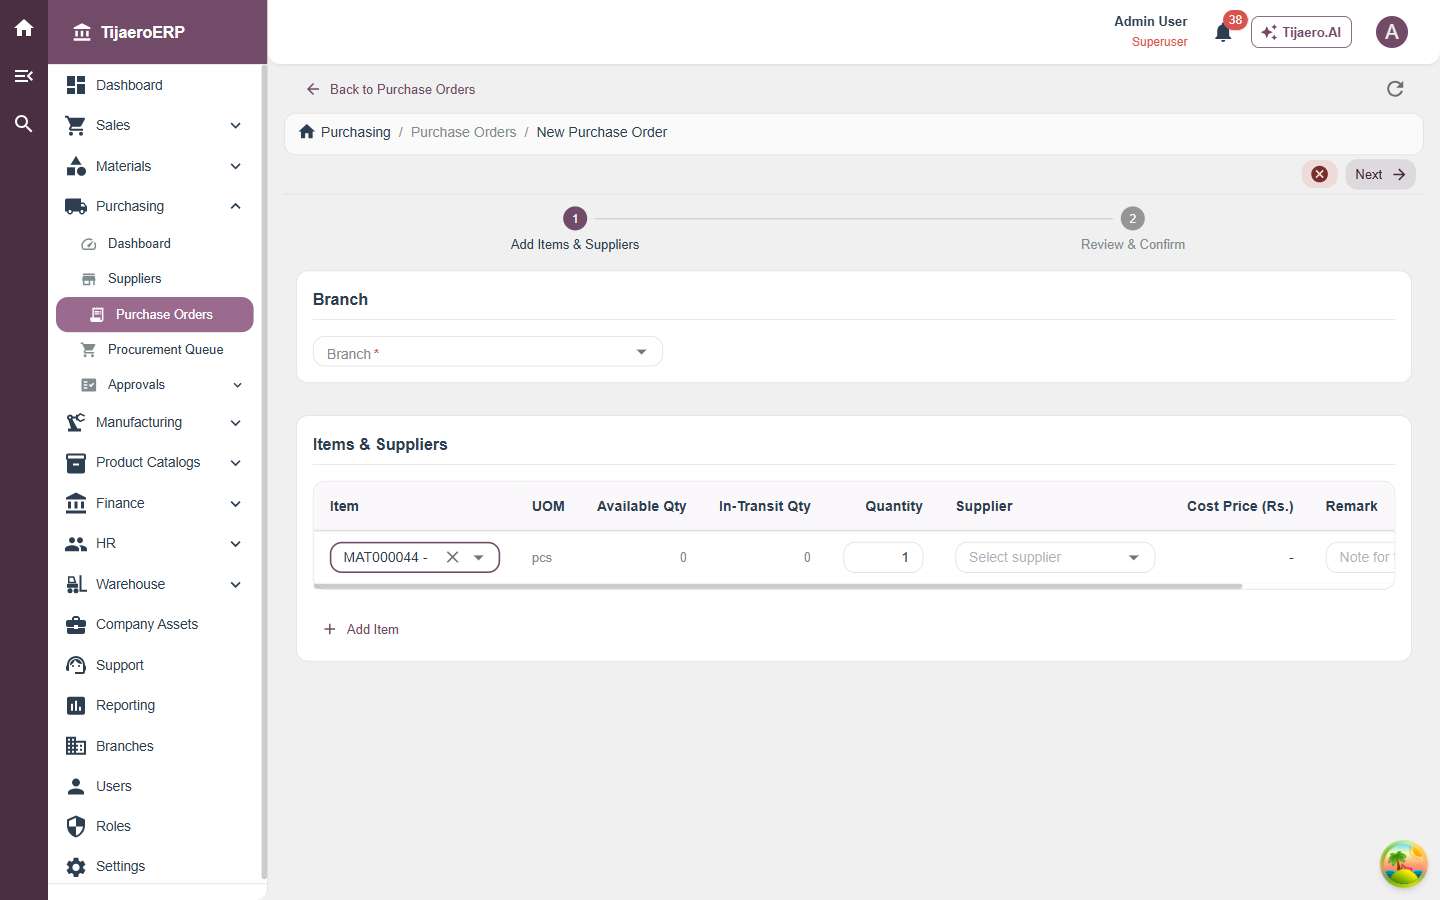 TijaeroERP
Admin User
Superuser
38
Tijaero.AI
A
Dashboard
Sales
Materials
Purchasing
Dashboard
Suppliers
Purchase Orders
Procurement Queue
Approvals
Manufacturing
Product Catalogs
Finance
HR
Warehouse
Company Assets
Support
Reporting
Branches
Users
Roles
Settings
Back to Purchase Orders
Purchasing / Purchase Orders / New Purchase Order
Next
1
2
Add Items & Suppliers
Review & Confirm
Branch
Branch *
Items & Suppliers
Item UOM Available Qty In-Transit Qty Quantity Supplier Cost Price (Rs.) Remark
MAT000044 - pcs 0 0 1 Select supplier - Note for
Add Item